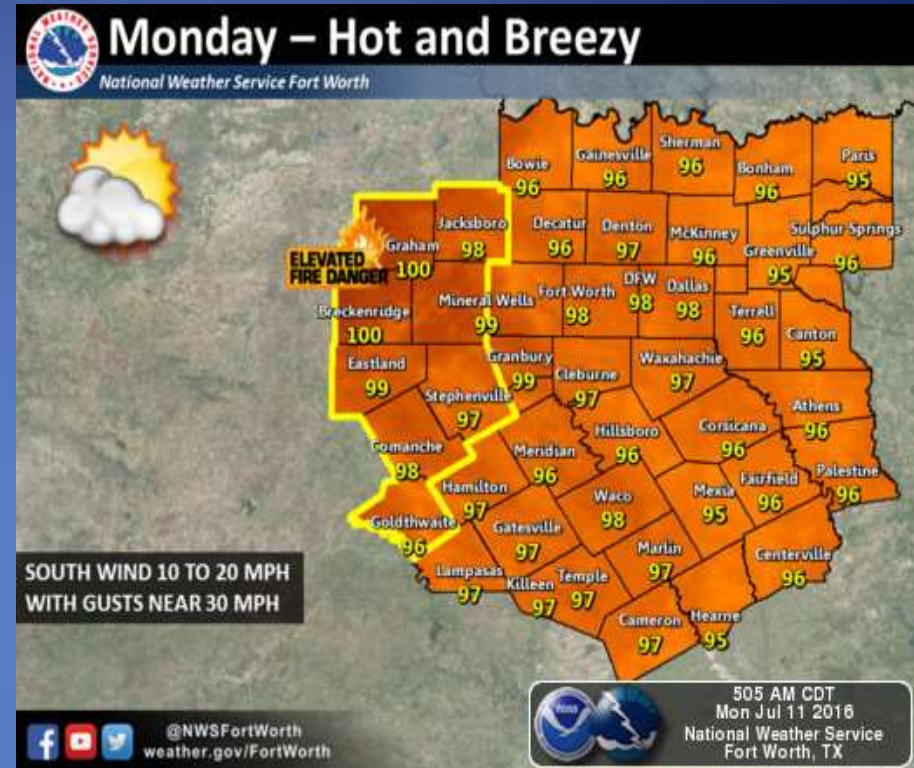 Monday – Hot and Breezy
National Weather Service Fort Worth
Bowie
96
Gainesville
96
Sherman
96
Bonham
96
Paris
95
Jacksboro
98
Decatur
96
Denton
97
McKinney
96
Greenville
95
Sulphur Springs
96
Graham
100
ELEVATED
FIRE DANGER
Breckenridge
100
Mineral Wells
99
Fort Worth
98
DFW
98
Dallas
98
Terrell
96
Canton
95
Eastland
99
Stephenville
97
Granbury
99
Cleburne
97
Waxahachie
97
Athens
96
Comanche
98
Meridian
96
Hillsboro
96
Corsicana
96
Palestine
96
Goldthwaite
96
Hamilton
97
Gatesville
97
Waco
98
Mexia
95
Fairfield
96
Lampasas
97
Killeen
97
Temple
97
Marlin
97
Centerville
96
Cameron
97
Hearne
95
SOUTH WIND 10 TO 20 MPH
WITH GUSTS NEAR 30 MPH
@NWSFortWorth
weather.gov/FortWorth
505 AM CDT
Mon Jul 11 2016
National Weather Service
Fort Worth, TX